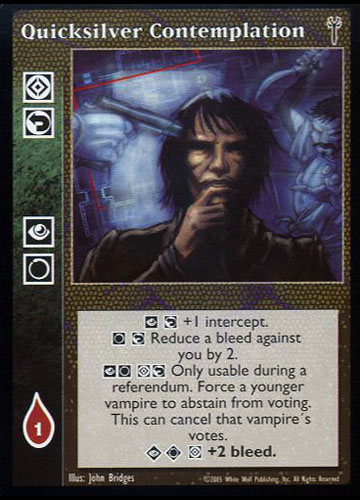 Quicksilver Contemplation
+1 intercept.
Reduce a bleed against
you by 2.
Only usable during a
referendum. Force a younger
vampire to abstain from voting.
This can cancel that vampire´s
votes.
+2 bleed.
1
Illus: John Bridges
©2005 White Wolf Publishing, Inc. All Rights Reserved